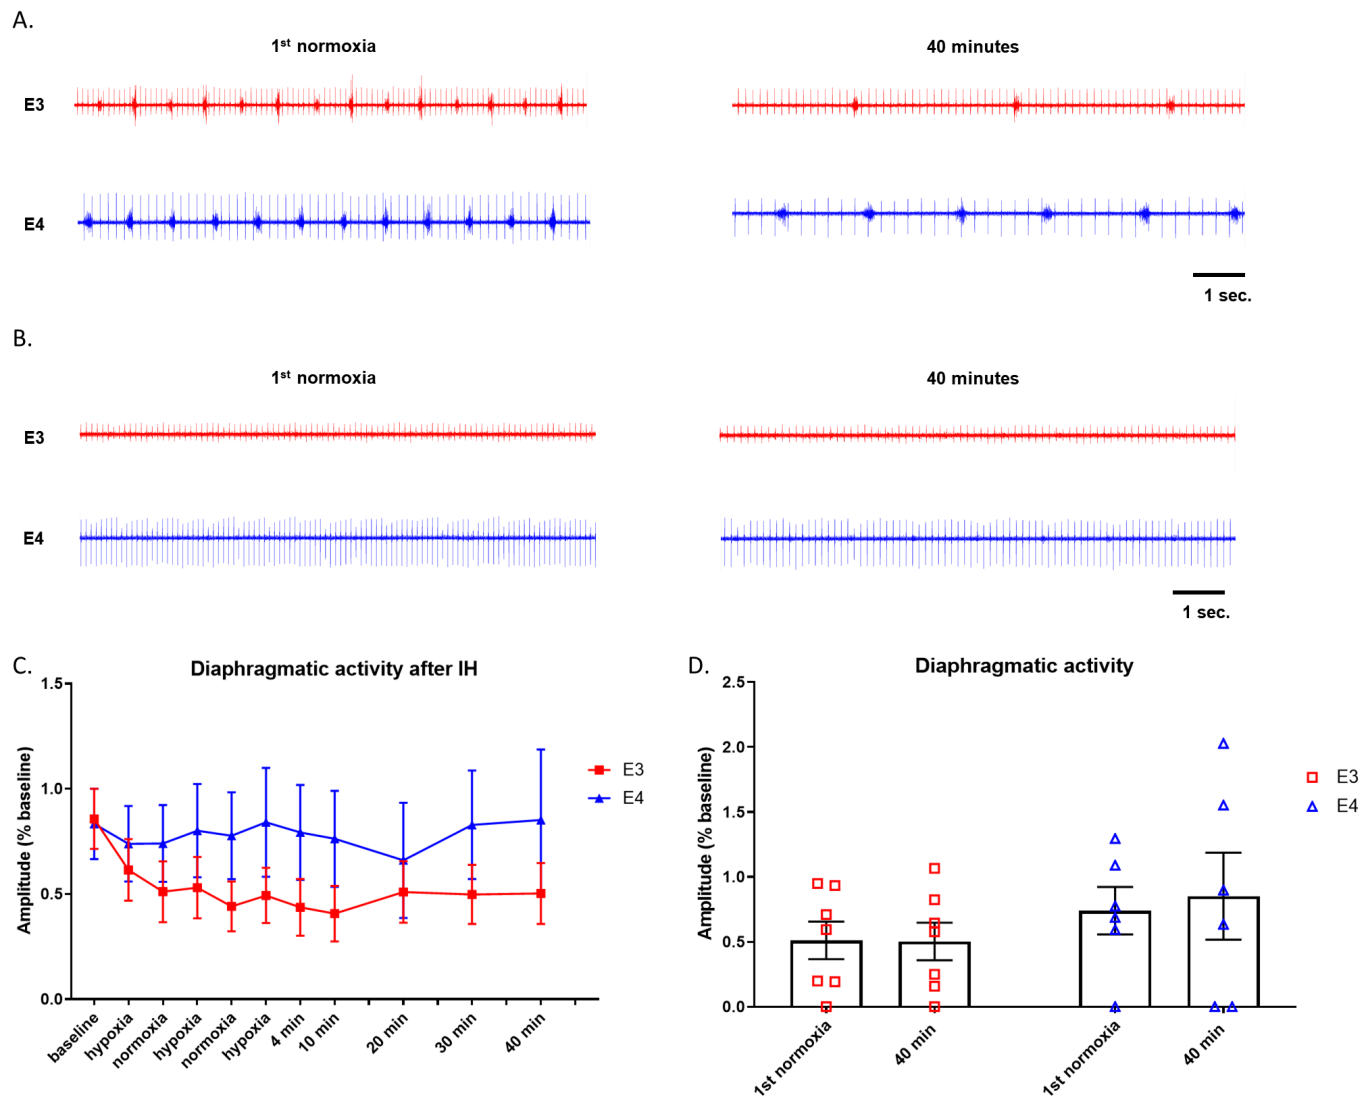 A.
1st normoxia
40 minutes
E3
E4
1 sec.
B.
1st normoxia
40 minutes
E3
E4
1 sec.
C.
Diaphragmatic activity after IH
Amplitude (% baseline)
1.5
1.0
0.5
0.0
baseline
hypoxia
normoxia
hypoxia
normoxia
hypoxia
4 min
10 min
20 min
30 min
40 min
E3
E4
D.
Diaphragmatic activity
Amplitude (% baseline)
2.5
2.0
1.5
1.0
0.5
0.0
1st normoxia
40 min
1st normoxia
40 min
E3
E4